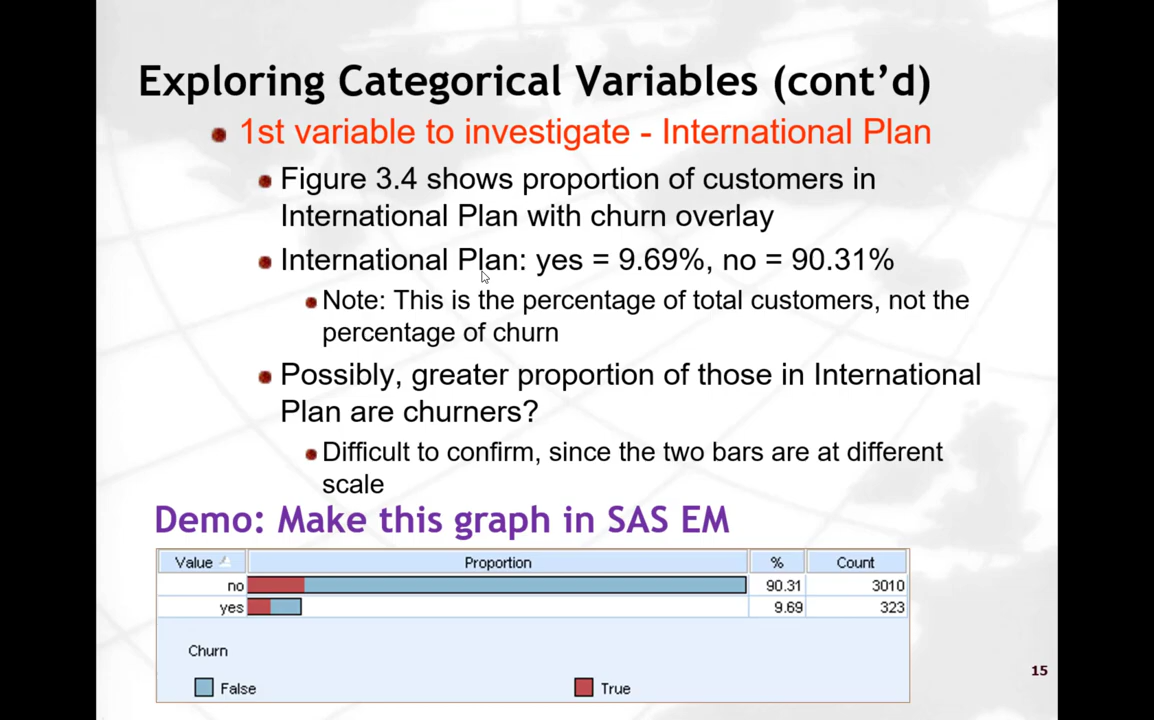 Exploring Categorical Variables (cont’d)
1st variable to investigate - International Plan
Figure 3.4 shows proportion of customers in
International Plan with churn overlay
International Plan: yes = 9.69%, no = 90.31%
Note: This is the percentage of total customers, not the
percentage of churn
Possibly, greater proportion of those in International
Plan are churners?
Difficult to confirm, since the two bars are at different
scale
Demo: Make this graph in SAS EM
Value Proportion % Count
no 90.31 3010
yes 9.69 323
Churn
False True
15